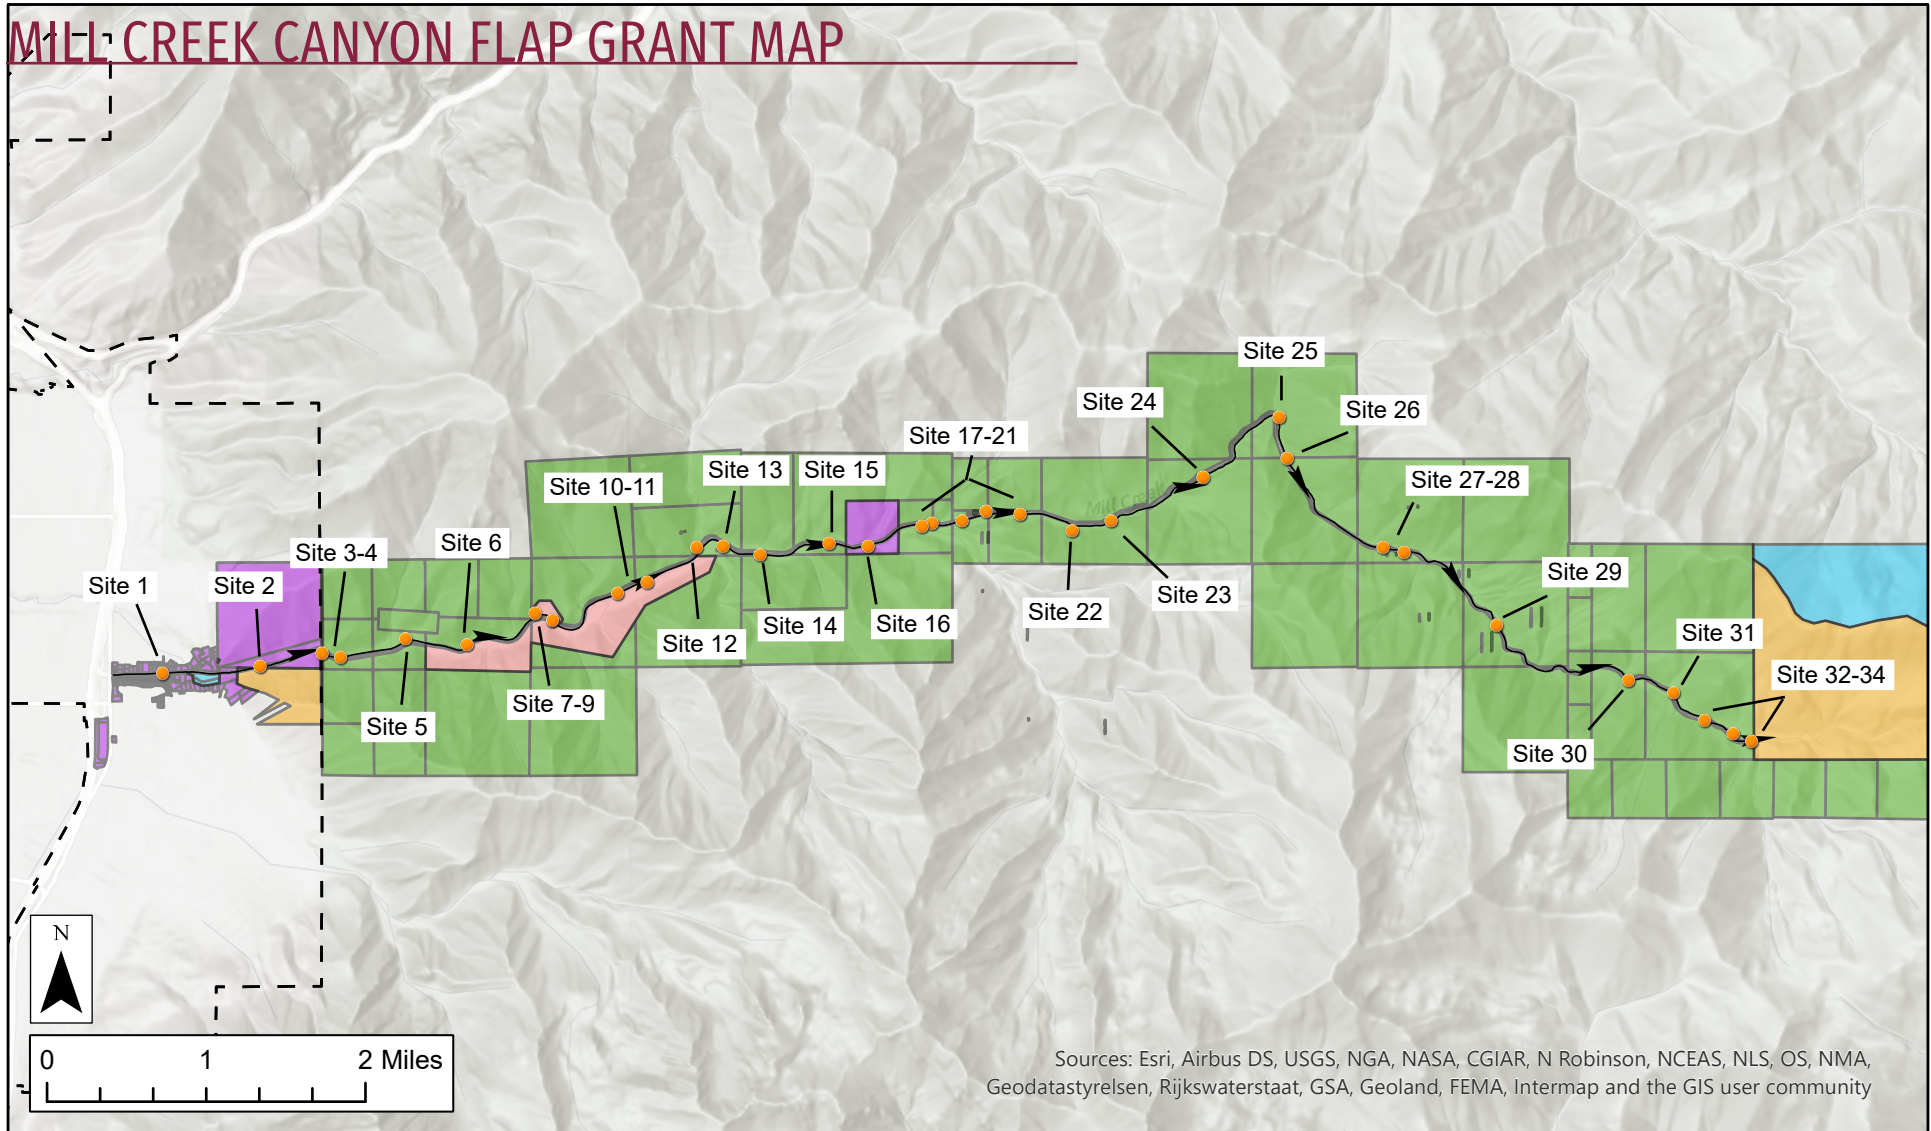 MILL CREEK CANYON FLAP GRANT MAP
Site 25
Site 24
Site 26
Site 17-21
Site 13
Site 15
Site 10-11
Site 27-28
Mill Creek
Site 6
Site 3-4
Site 1
Site 2
Site 29
Site 23
Site 22
Site 16
Site 14
Site 12
Site 31
Site 32-34
Site 7-9
Site 5
Site 30
N
0 1 2 Miles
Sources: Esri, Airbus DS, USGS, NGA, NASA, CGIAR, N Robinson, NCEAS, NLS, OS, NMA,
Geodatastyrelsen, Rijkswaterstaat, GSA, Geoland, FEMA, Intermap and the GIS user community